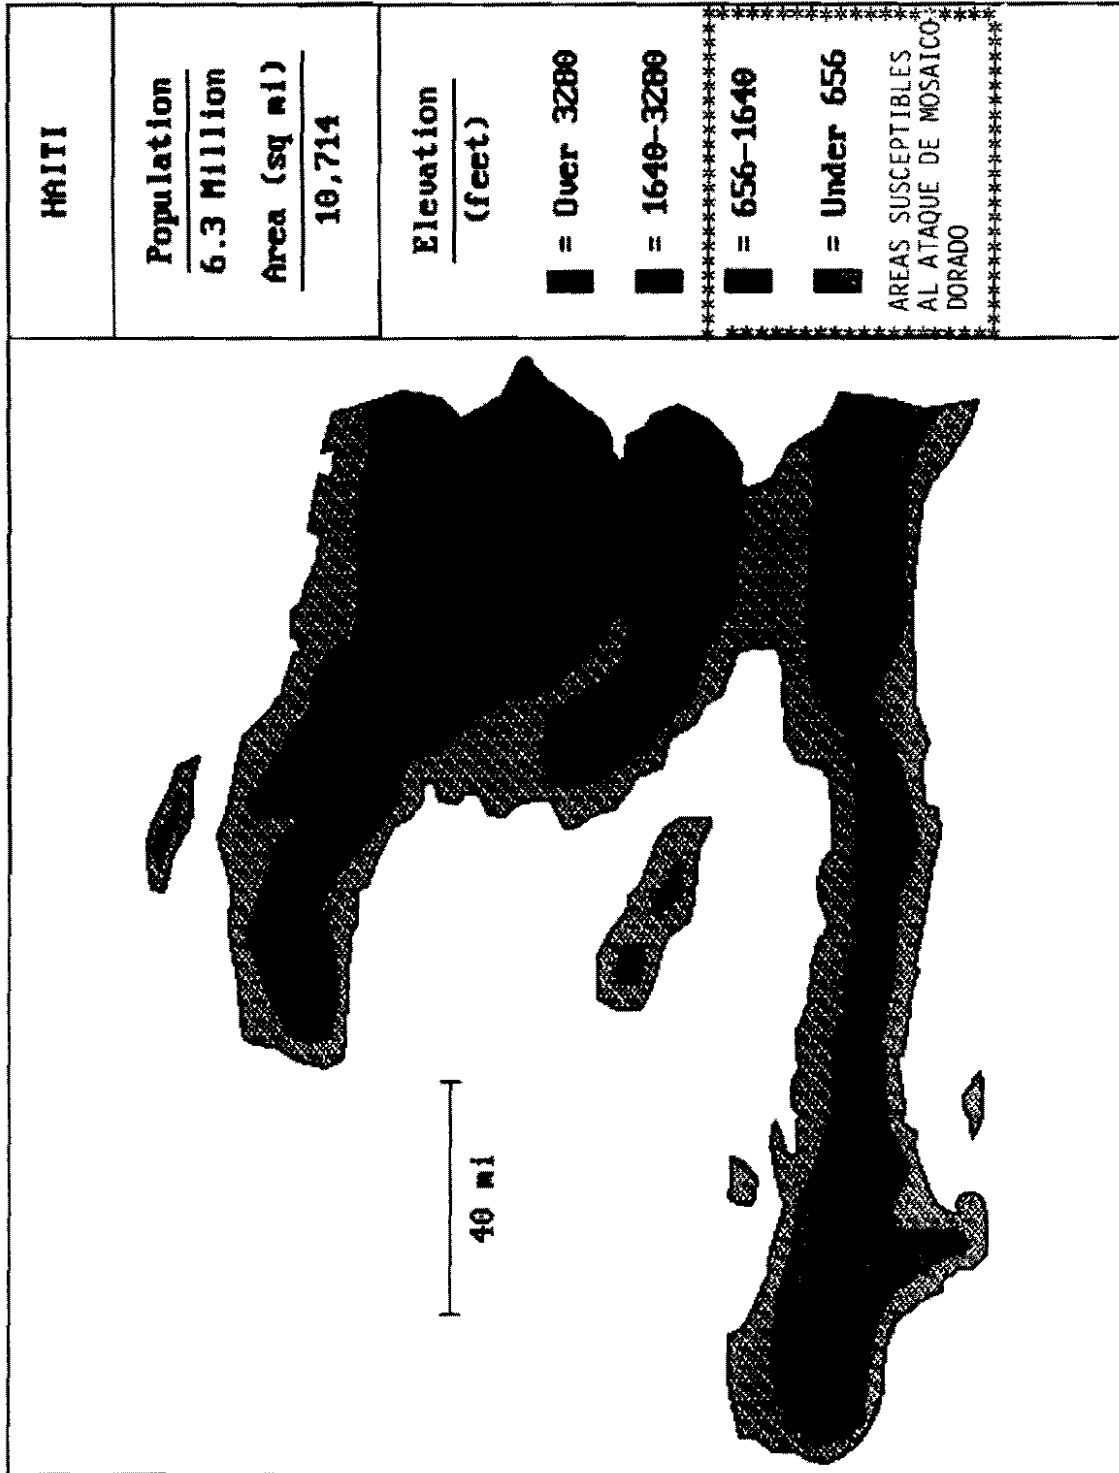 HAITI
Population
6.3 Million
Area (sq mi)
10,714
Elevation
(feet)
= Over 3280
= 1640-3280
= 656-1640
= Under 656
AREAS SUSCEPTIBLES
AL ATAQUE DE MOSAICO
DORADO
40 mi